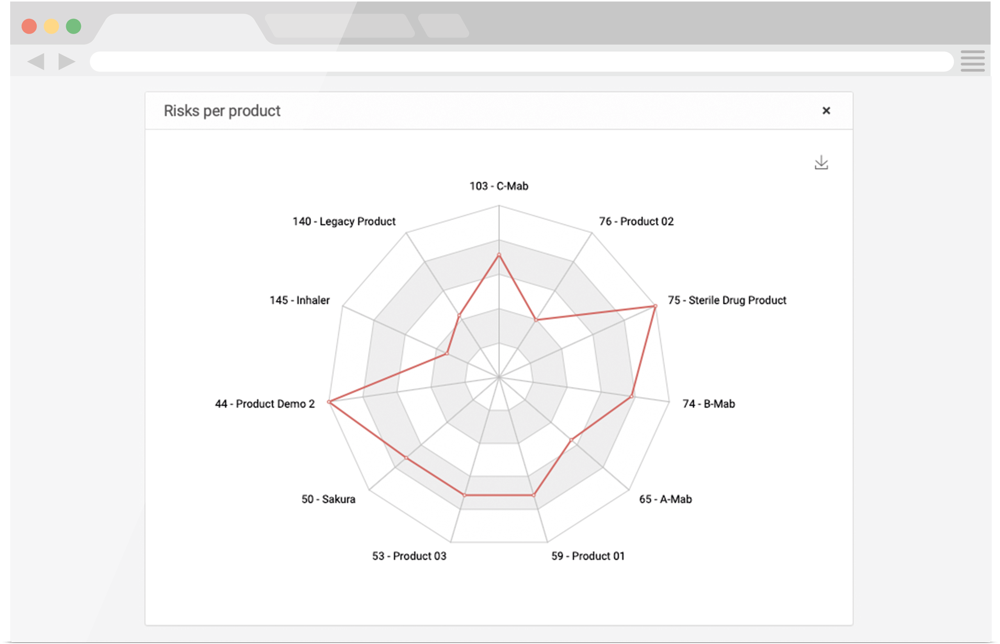 Risks per product
103 - C-Mab
140 - Legacy Product
76 - Product 02
145 - Inhaler
75 - Sterile Drug Product
44 - Product Demo 2
74 - B-Mab
50 - Sakura
65 - A-Mab
53 - Product 03
59 - Product 01